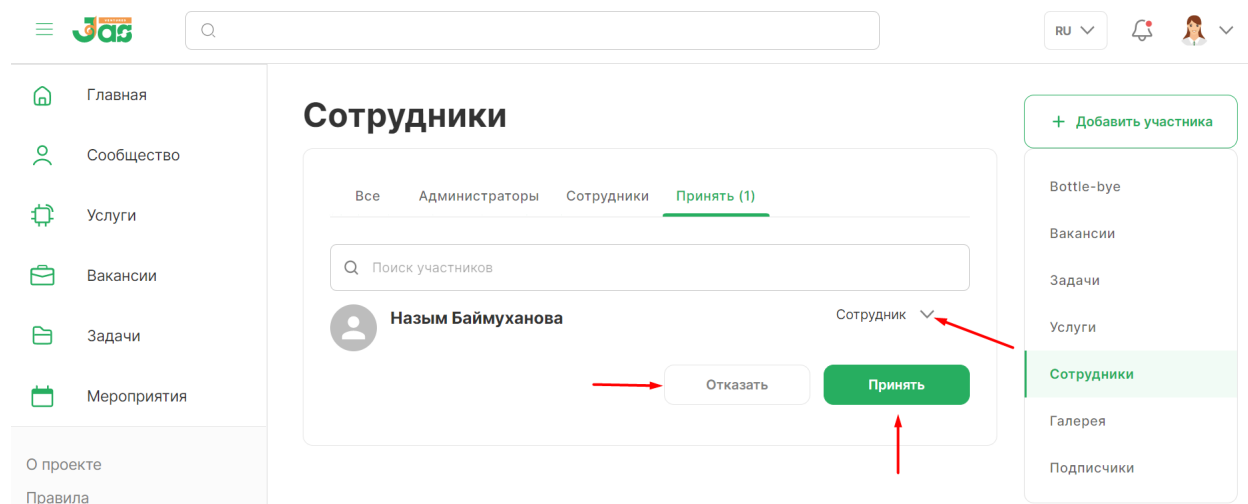 Jas
RU
Главная
Сообщество
Услуги
Вакансии
Задачи
Мероприятия
О проекте
Правила
Сотрудники
Все Администраторы Сотрудники Принять (1)
Поиск участников
Назым Баймуханова
Сотрудник
Отказать Принять
+ Добавить участника
Bottle-bye
Вакансии
Задачи
Услуги
Сотрудники
Галерея
Подписчики